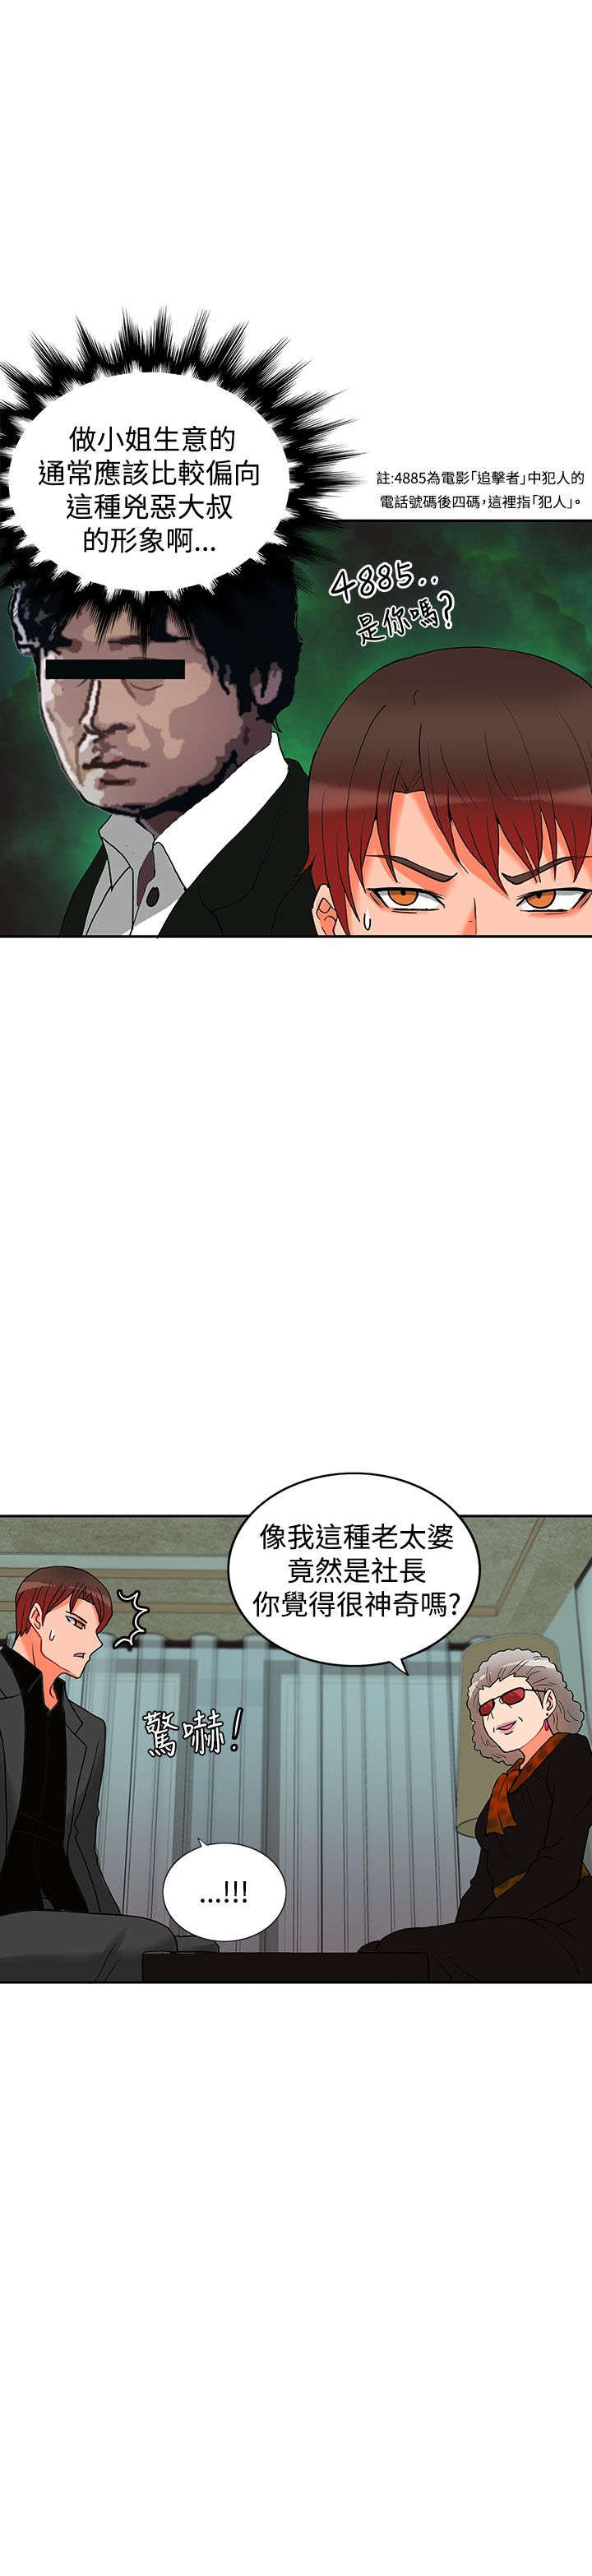 做小姐生意的
通常應該比較偏向
這種兇惡大叔
的形象啊...
註:4885為電影「追擊者」中犯人的
電話號碼後四碼，這裡指「犯人」。
4885..
是你嗎?
像我這種老太婆
竟然是社長
你覺得很神奇嗎?
驚嚇!
...!!!